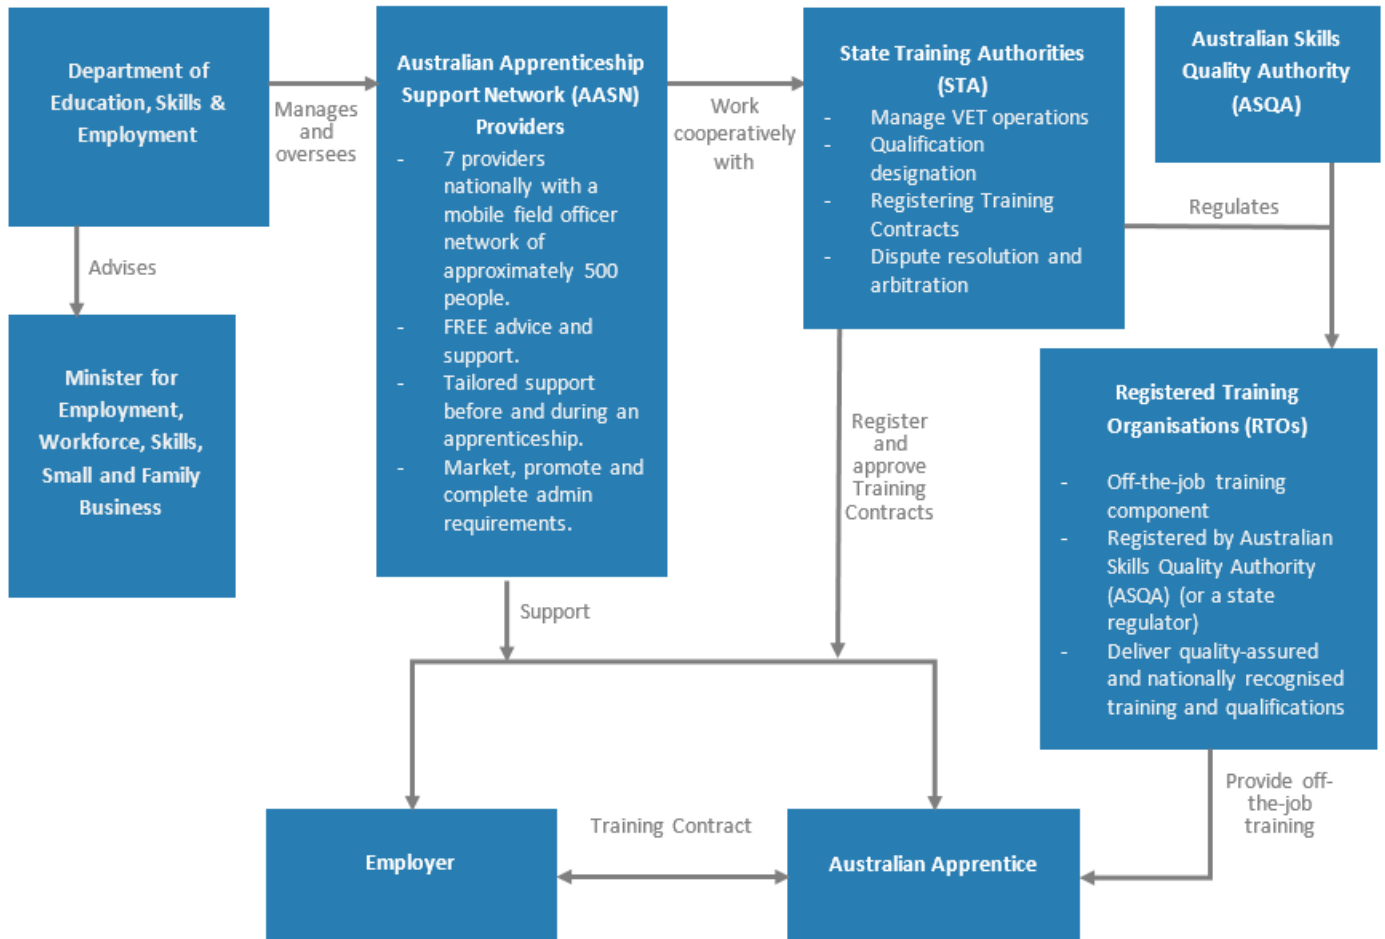 Department of
Education, Skills &
Employment
Manages
and
oversees
Advises
Minister for
Employment,
Workforce, Skills,
Small and Family
Business
Australian Apprenticeship
Support Network (AASN)
Providers
- 7 providers
nationally with a
mobile field officer
network of
approximately 500
people.
- FREE advice and
support.
- Tailored support
before and during an
apprenticeship.
- Market, promote and
complete admin
requirements.
Work
cooperatively
with
Support
State Training Authorities
(STA)
- Manage VET operations
- Qualification
designation
- Registering Training
Contracts
- Dispute resolution and
arbitration
Register
and
approve
Training
Contracts
Australian Skills
Quality Authority
(ASQA)
Regulates
Registered Training
Organisations (RTOs)
- Off-the-job training
component
- Registered by Australian
Skills Quality Authority
(ASQA) (or a state
regulator)
- Deliver quality-assured
and nationally recognised
training and qualifications
Provide off-
the-job
training
Employer
Training Contract
Australian Apprentice